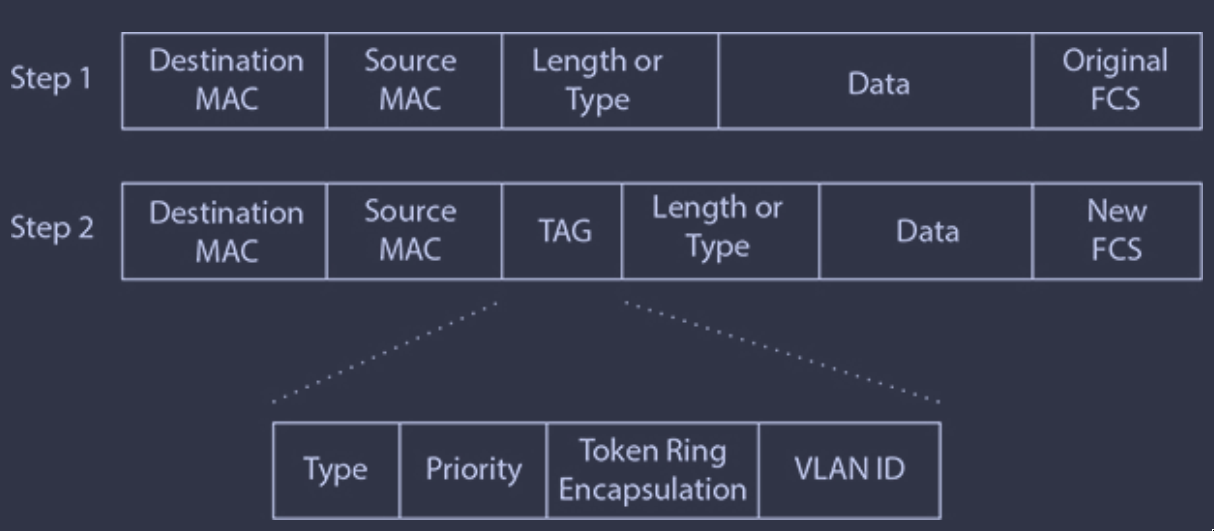 Step 1
Destination
MAC
Source
MAC
Length or
Type
Data
Original
FCS
Step 2
Destination
MAC
Source
MAC
TAG
Length or
Type
Data
New
FCS
Type
Priority
Token Ring
Encapsulation
VLAN ID